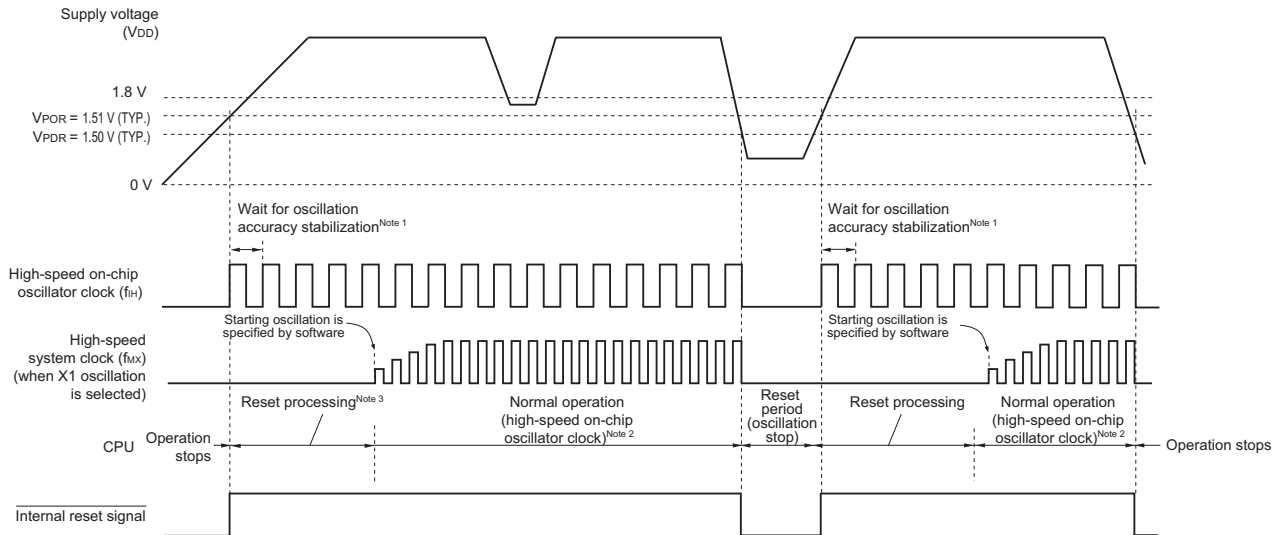 Supply voltage
(VDD)
1.8 V
VPOR = 1.51 V (TYP.)
VPDR = 1.50 V (TYP.)
0 V
Wait for oscillation
accuracy stabilizationNote 1
Wait for oscillation
accuracy stabilizationNote 1
High-speed on-chip
oscillator clock (fIH)
Starting oscillation is
specified by software
Starting oscillation is
specified by software
High-speed
system clock (fMX)
(when X1 oscillation
is selected)
Reset processingNote 3
Normal operation
(high-speed on-chip
oscillator clock)Note 2
Reset
period
(oscillation
stop)
Reset processing
Normal operation
(high-speed on-chip
oscillator clock)Note 2
CPU
Operation
stops
Operation stops
Internal reset signal